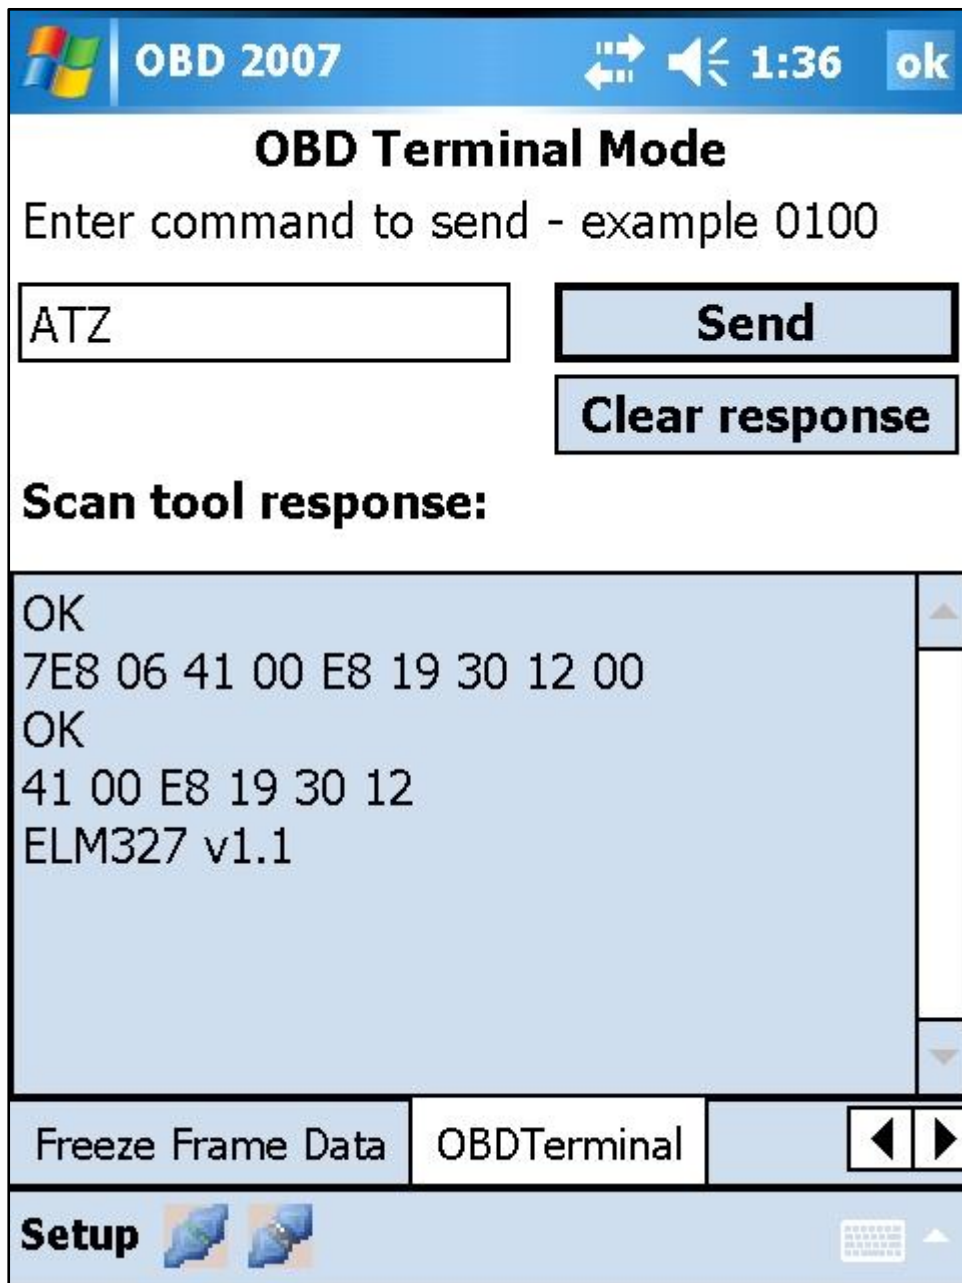 OBD 2007 1:36 ok
OBD Terminal Mode
Enter command to send - example 0100
ATZ Send
Clear response
Scan tool response:
OK
7E8 06 41 00 E8 19 30 12 00
OK
41 00 E8 19 30 12
ELM327 v1.1
Freeze Frame Data OBDTerminal
Setup